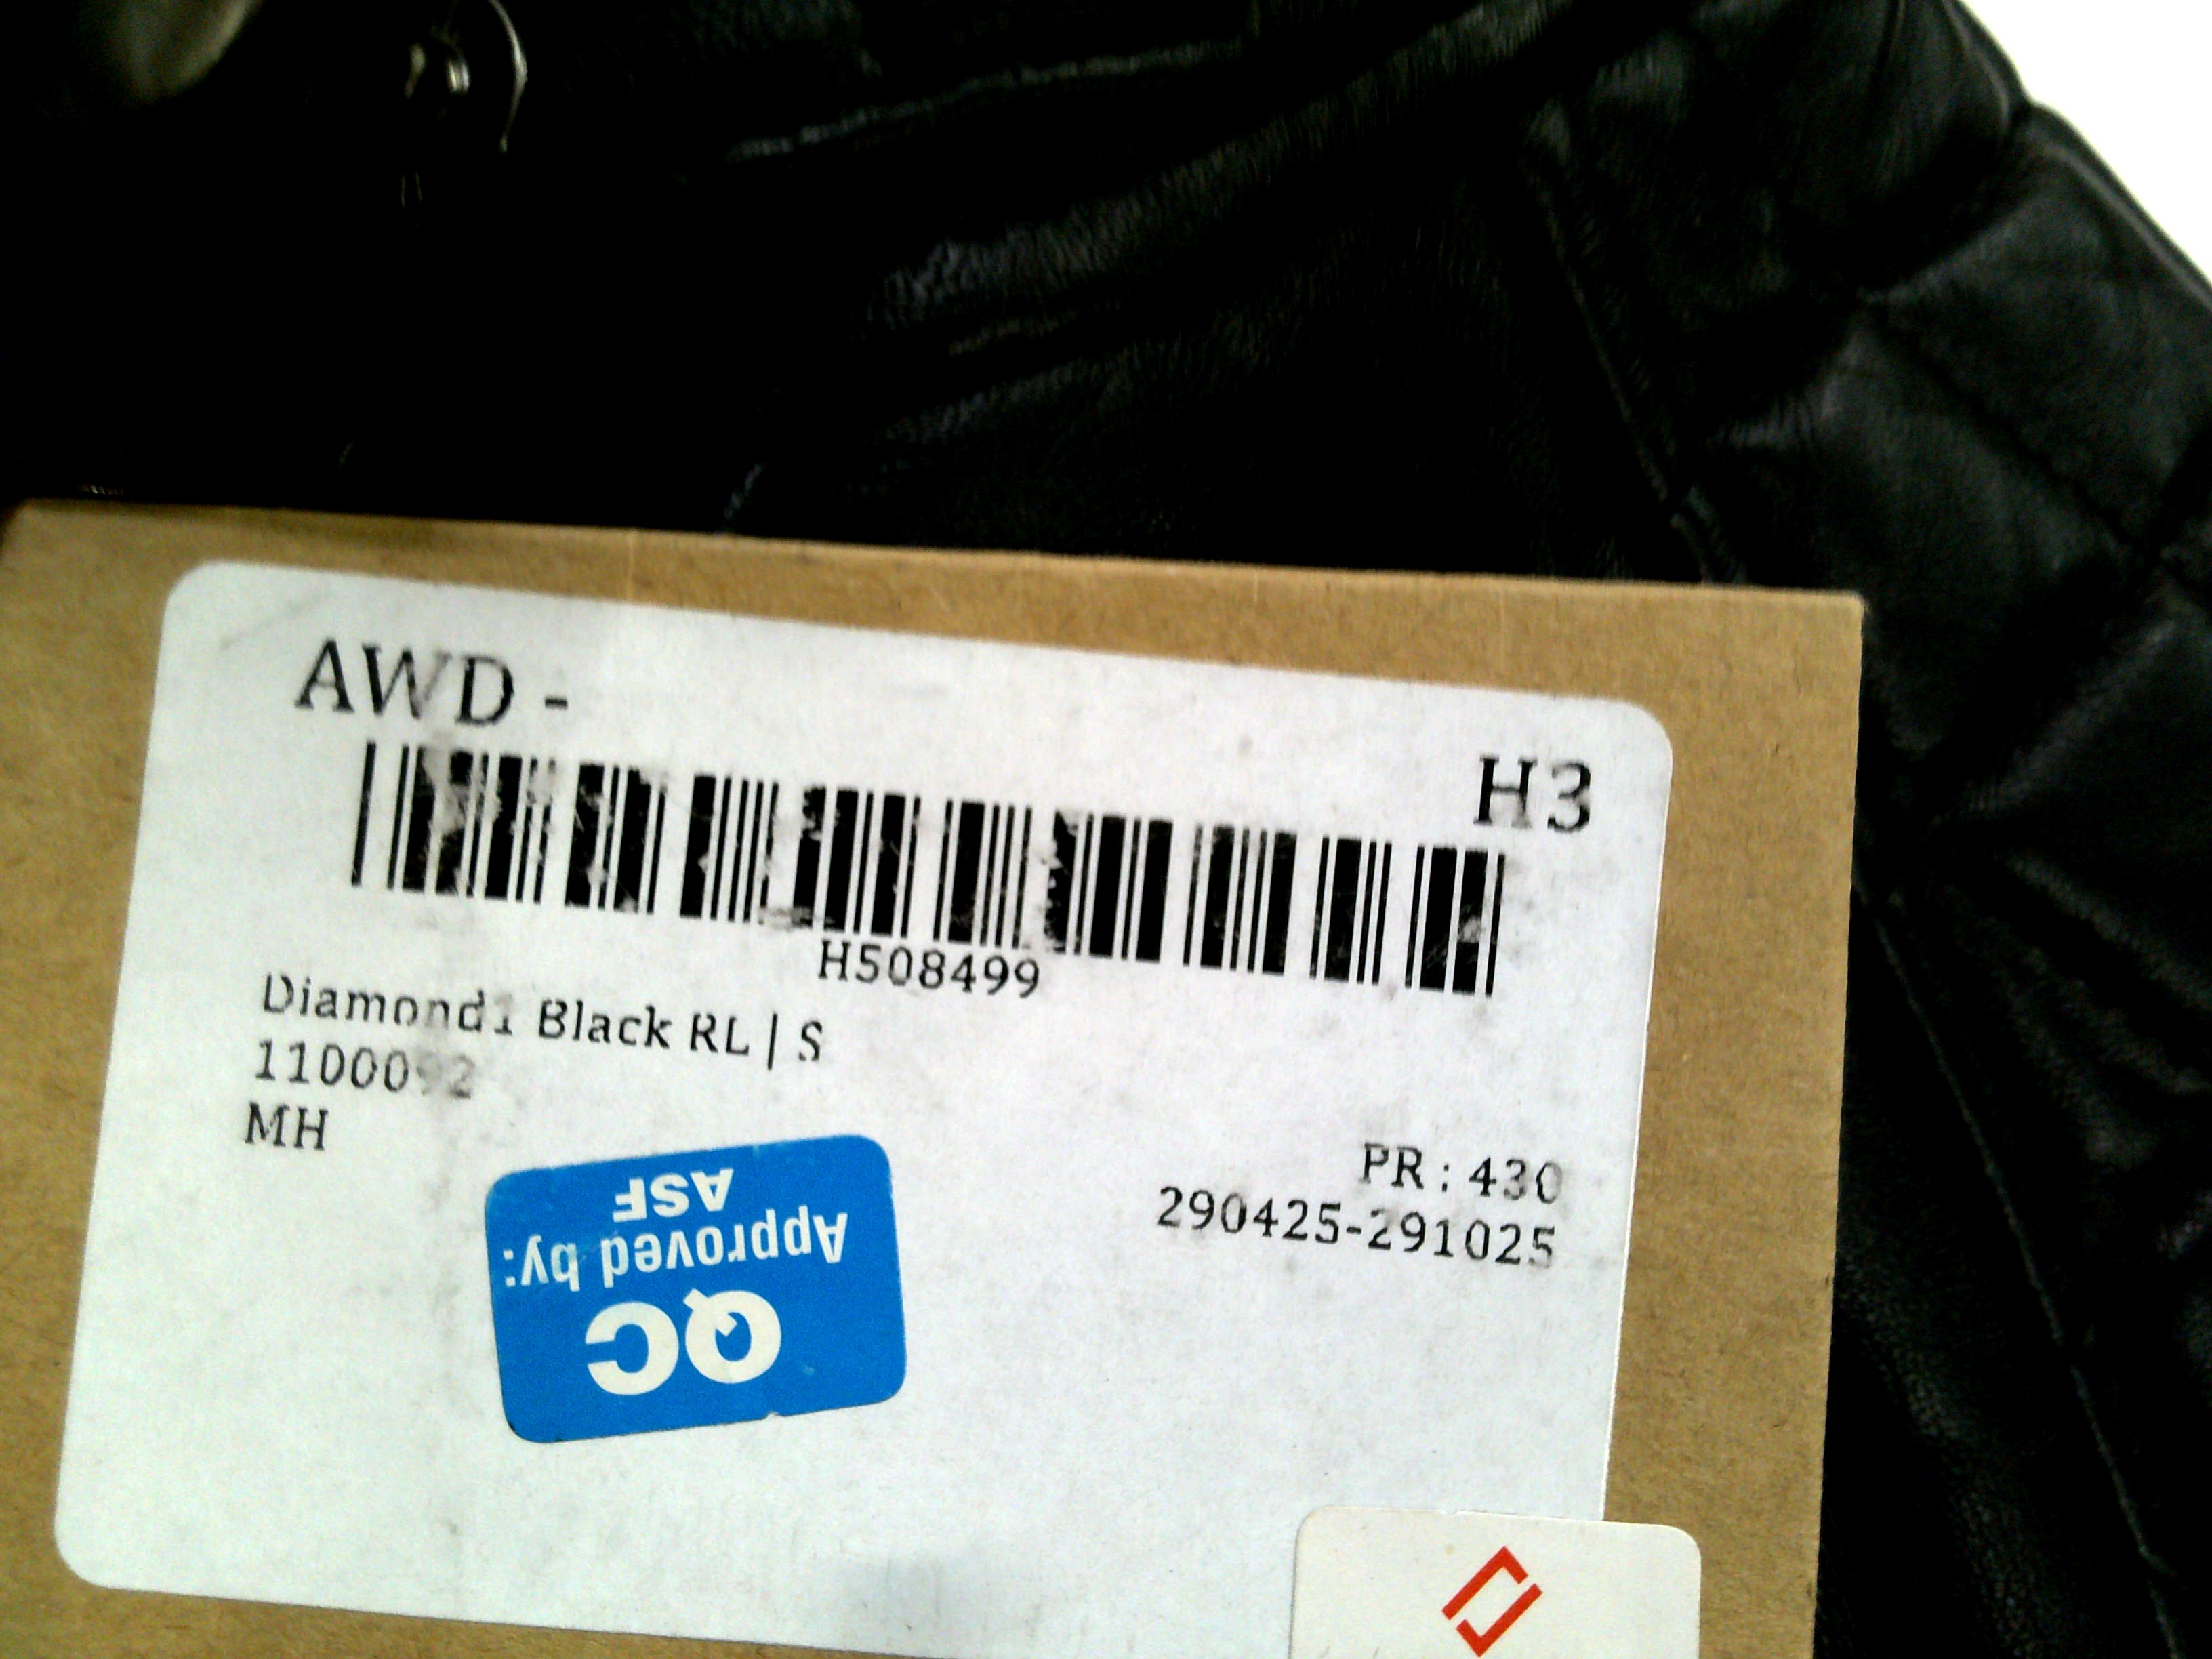 AWD -
H3
H508499
Diamond1 Black RL | S
1100092
MH
PR : 430
290425-291025
QC
Approved by:
ASF